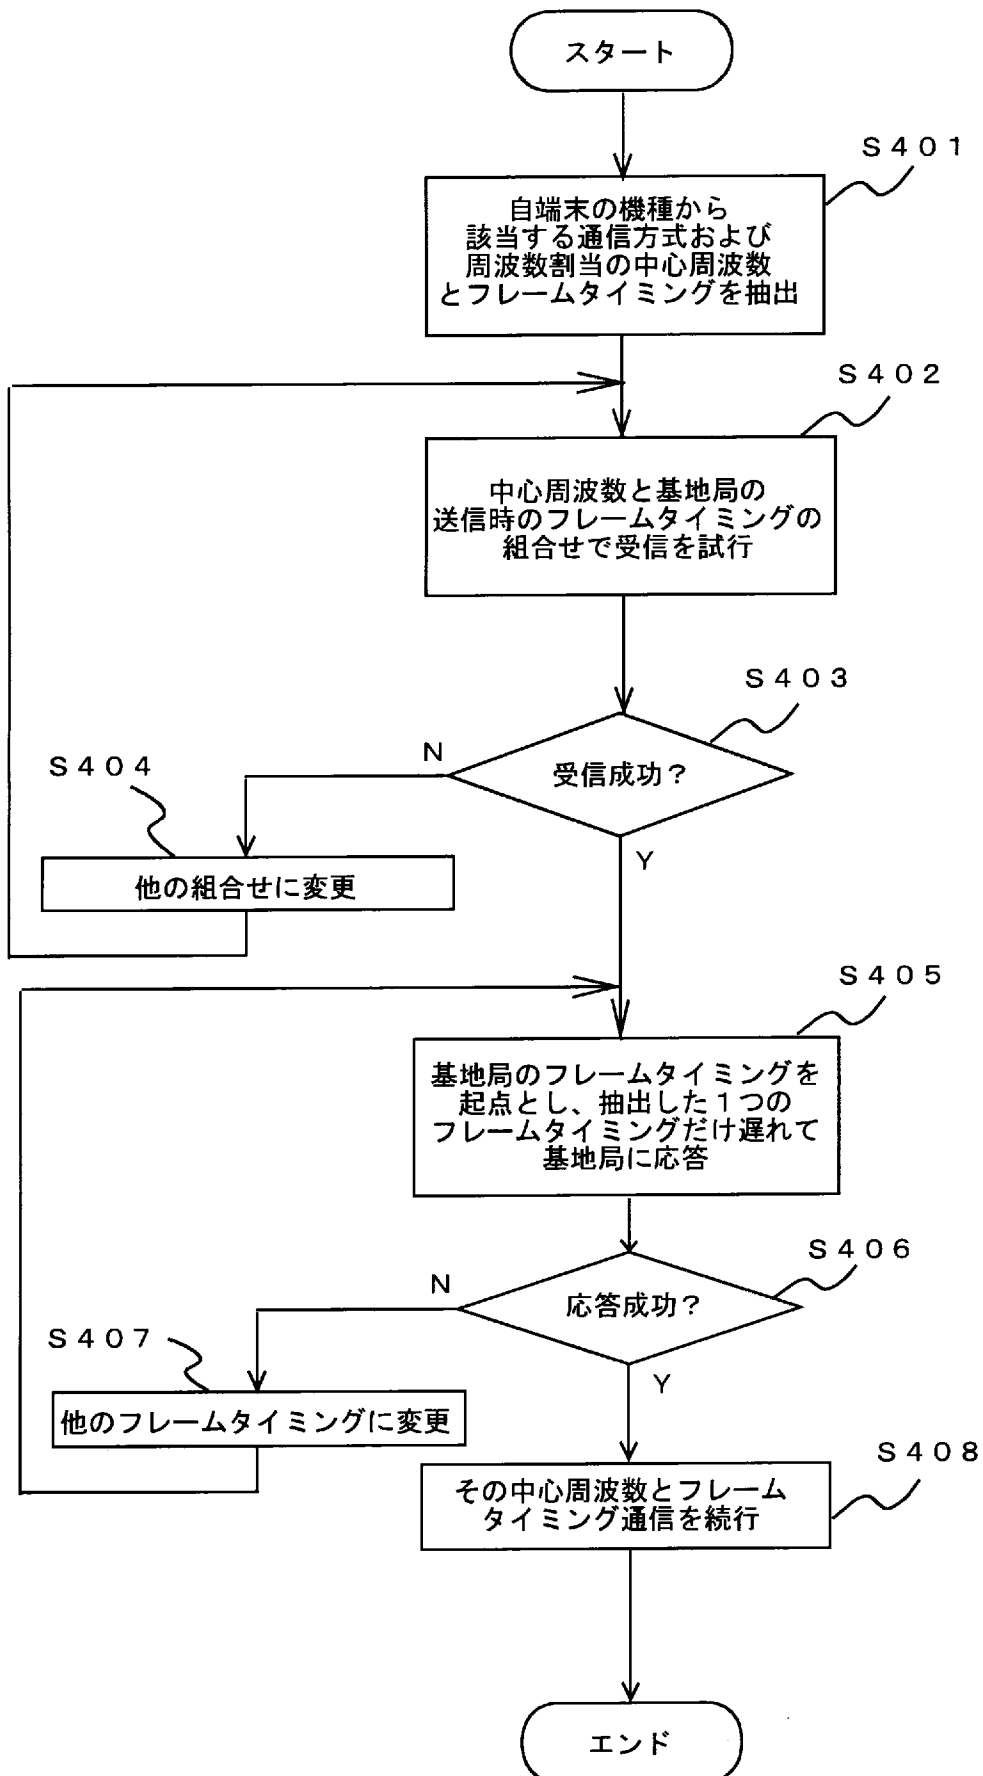 スタート
S401
自端末の機種から
該当する通信方式および
周波数割当の中心周波数
とフレームタイミングを抽出
S402
中心周波数と基地局の
送信時のフレームタイミングの
組合せで受信を試行
S403
受信成功？
N
Y
S404
他の組合せに変更
S405
基地局のフレームタイミングを
起点とし、抽出した１つの
フレームタイミングだけ遅れて
基地局に応答
S406
応答成功？
N
Y
S407
他のフレームタイミングに変更
S408
その中心周波数とフレーム
タイミング通信を続行
エンド